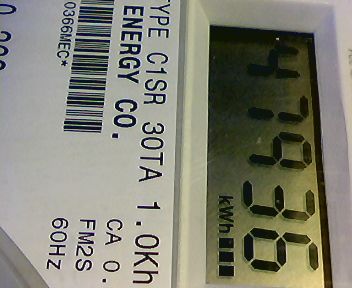 TYPE C1SR 30TA 1.0Kh
ENERGY CO.
CA 0.
FM2S
60HZ
0366MEC*
47936
kWh